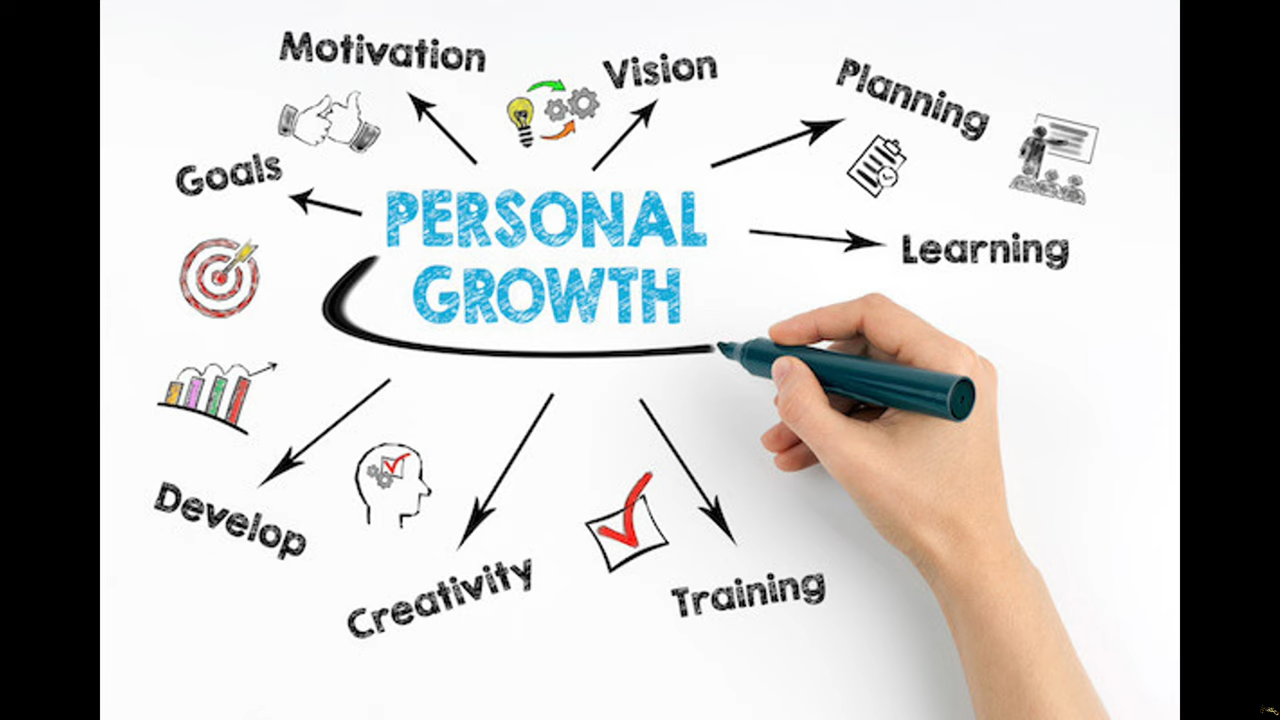 Motivation
Vision
Planning
Goals
PERSONAL
GROWTH
Learning
Develop
Creativity
Training